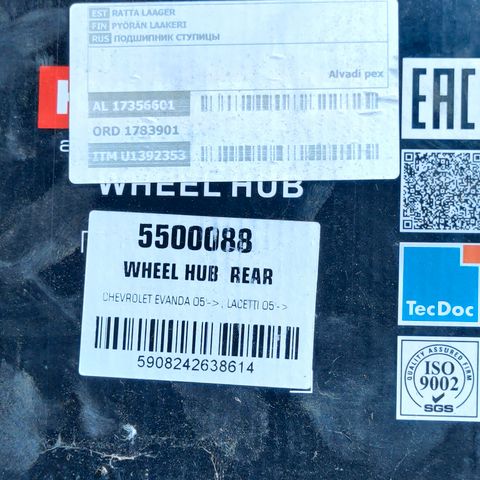 EST RATTA LAAGER
FIN PYÖRÄN LAAKERI
RUS ПОДШИПНИК СТУПИЦЫ
Alvadi pex
AL 17356601
ORD 1783901
ITM U1392353
EAC
WHEEL HUB
5500088
WHEEL HUB REAR
CHEVROLET EVANDA 05->, LACETTI 05->
5908242638614
TecDoc
QUALITY ASSURED FIRM
ISO
9002
SGS